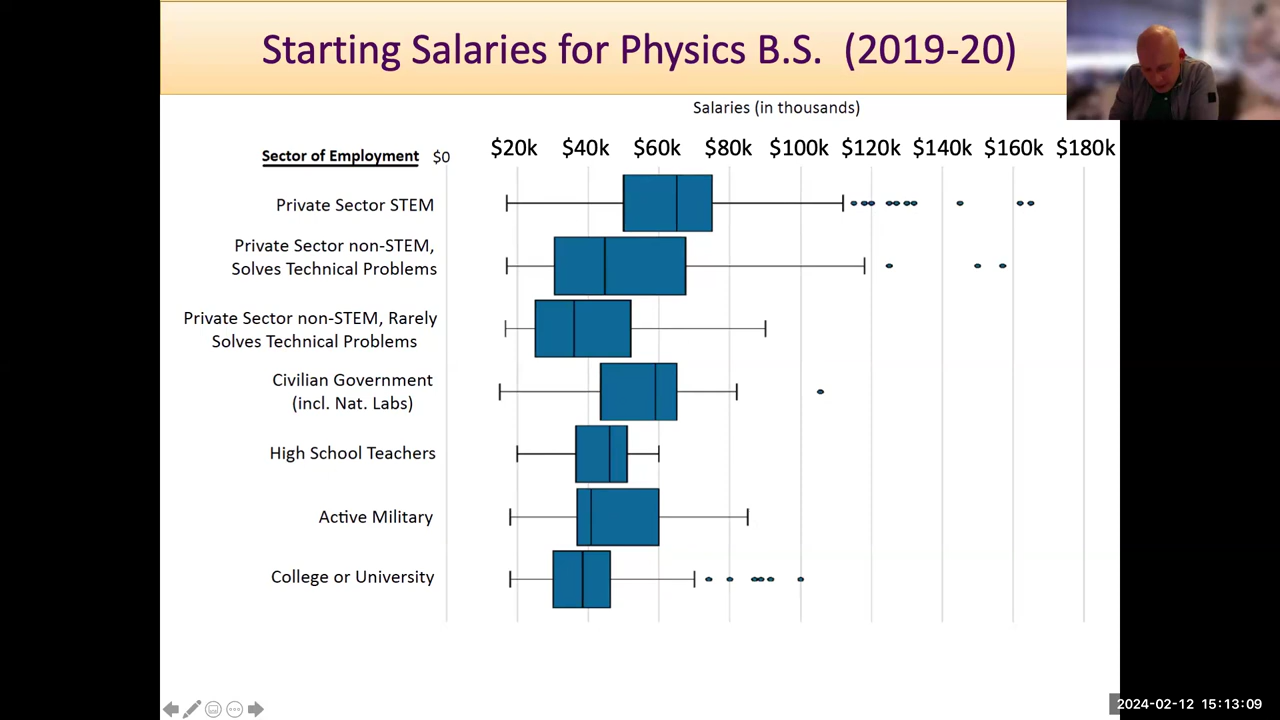 Starting Salaries for Physics B.S. (2019-20)
Salaries (in thousands)
Sector of Employment $0 $20k $40k $60k $80k $100k $120k $140k $160k $180k
Private Sector STEM
Private Sector non-STEM,
Solves Technical Problems
Private Sector non-STEM, Rarely
Solves Technical Problems
Civilian Government
(incl. Nat. Labs)
High School Teachers
Active Military
College or University
2024-02-12 15:13:09